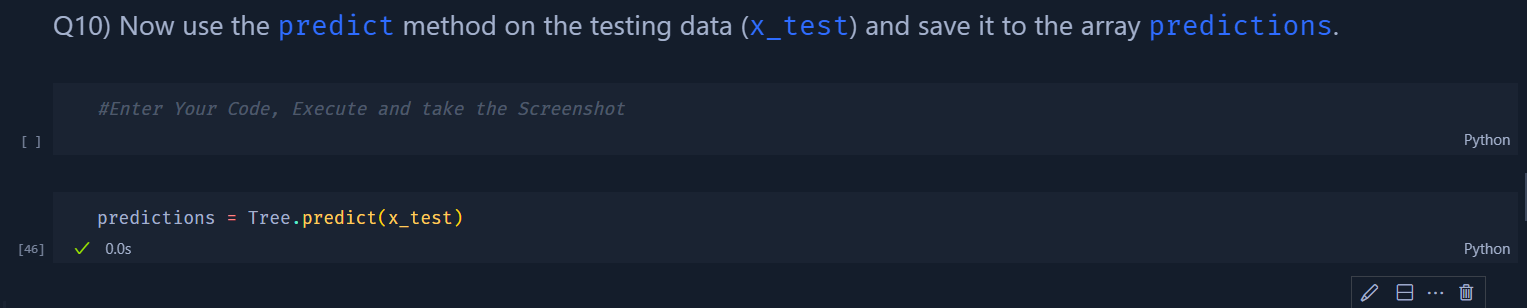 Q10) Now use the predict method on the testing data (x_test) and save it to the array predictions.
#Enter Your Code, Execute and take the Screenshot
[ ]
Python
predictions = Tree.predict(x_test)
[46]
0.0s
Python